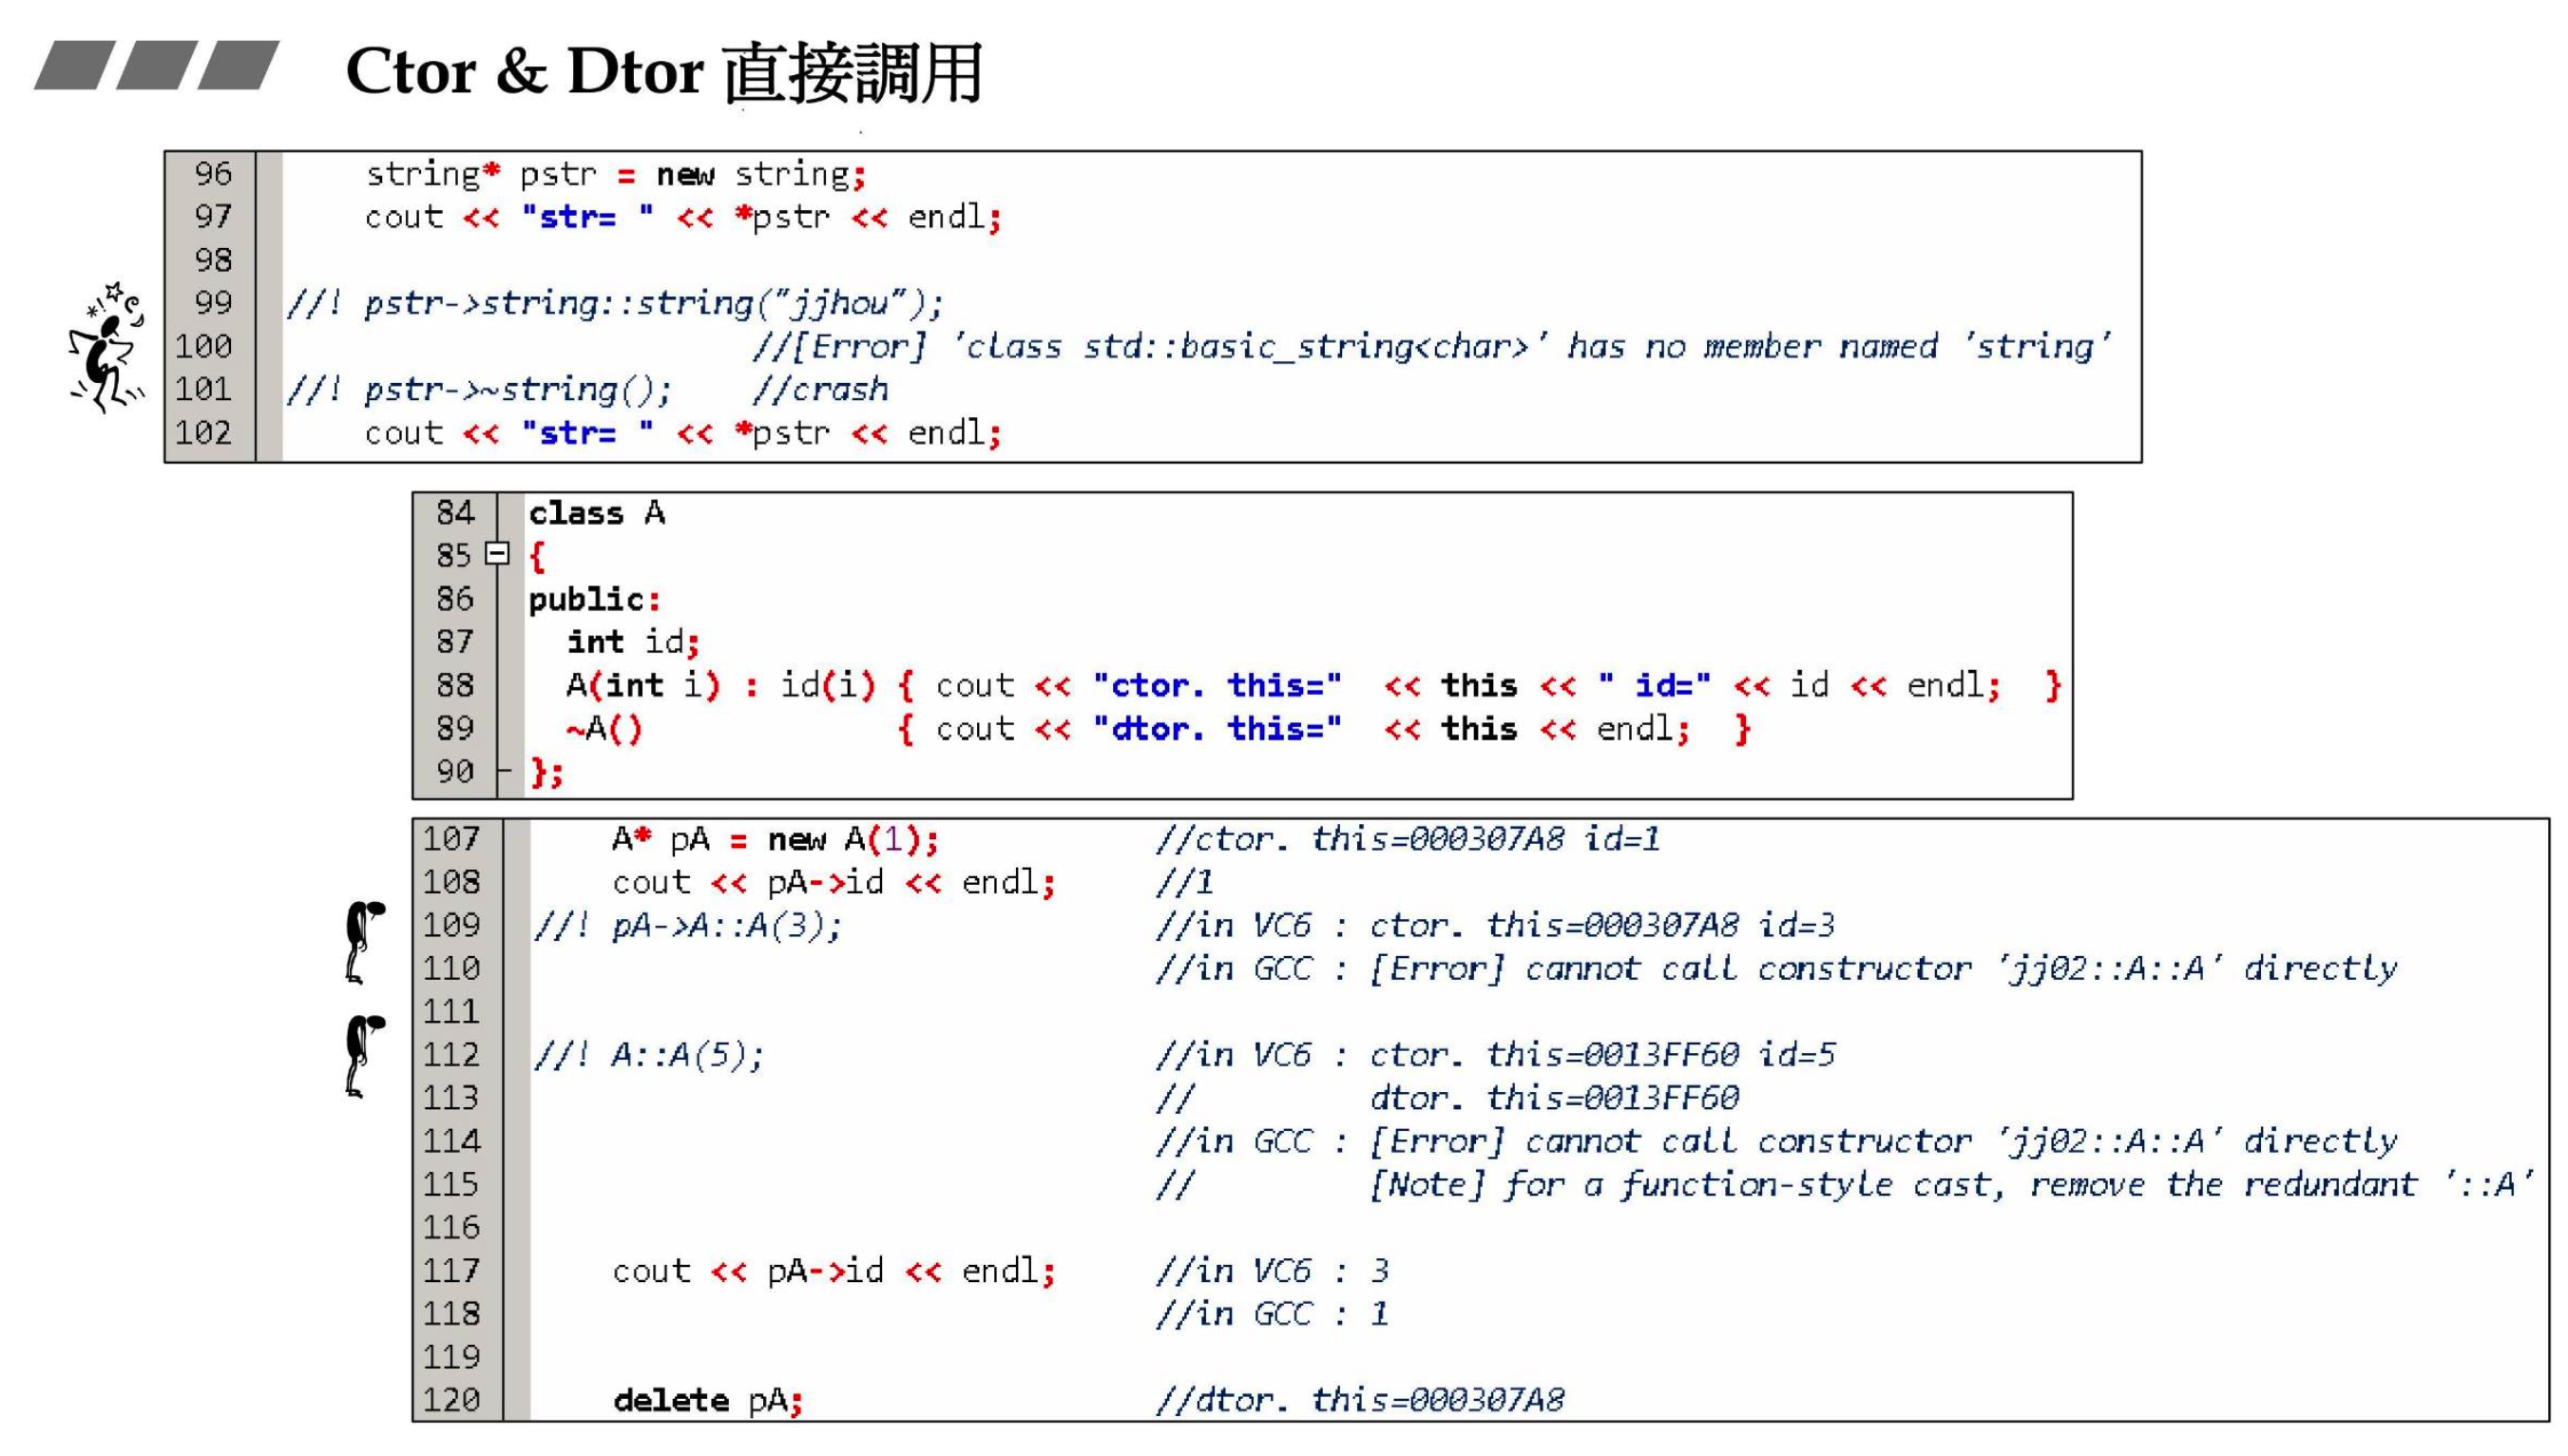 Ctor & Dtor 直接調用
96 string* pstr = new string;
97 cout << "str= " << *pstr << endl;
98
99 //! pstr->string::string("jjhou");
100 //[Error] 'class std::basic_string<char>' has no member named 'string'
101 //! pstr->~string(); //crash
102 cout << "str= " << *pstr << endl;
84 class A
85 {
86 public:
87 int id;
88 A(int i) : id(i) { cout << "ctor. this=" << this << " id=" << id << endl; }
89 ~A() { cout << "dtor. this=" << this << endl; }
90 };
107 A* pA = new A(1); //ctor. this=000307A8 id=1
108 cout << pA->id << endl; //1
109 //! pA->A::A(3); //in VC6 : ctor. this=000307A8 id=3
110 //in GCC : [Error] cannot call constructor 'jj02::A::A' directly
111
112 //! A::A(5); //in VC6 : ctor. this=0013FF60 id=5
113 // dtor. this=0013FF60
114 //in GCC : [Error] cannot call constructor 'jj02::A::A' directly
115 // [Note] for a function-style cast, remove the redundant '::A'
116
117 cout << pA->id << endl; //in VC6 : 3
118 //in GCC : 1
119
120 delete pA; //dtor. this=000307A8